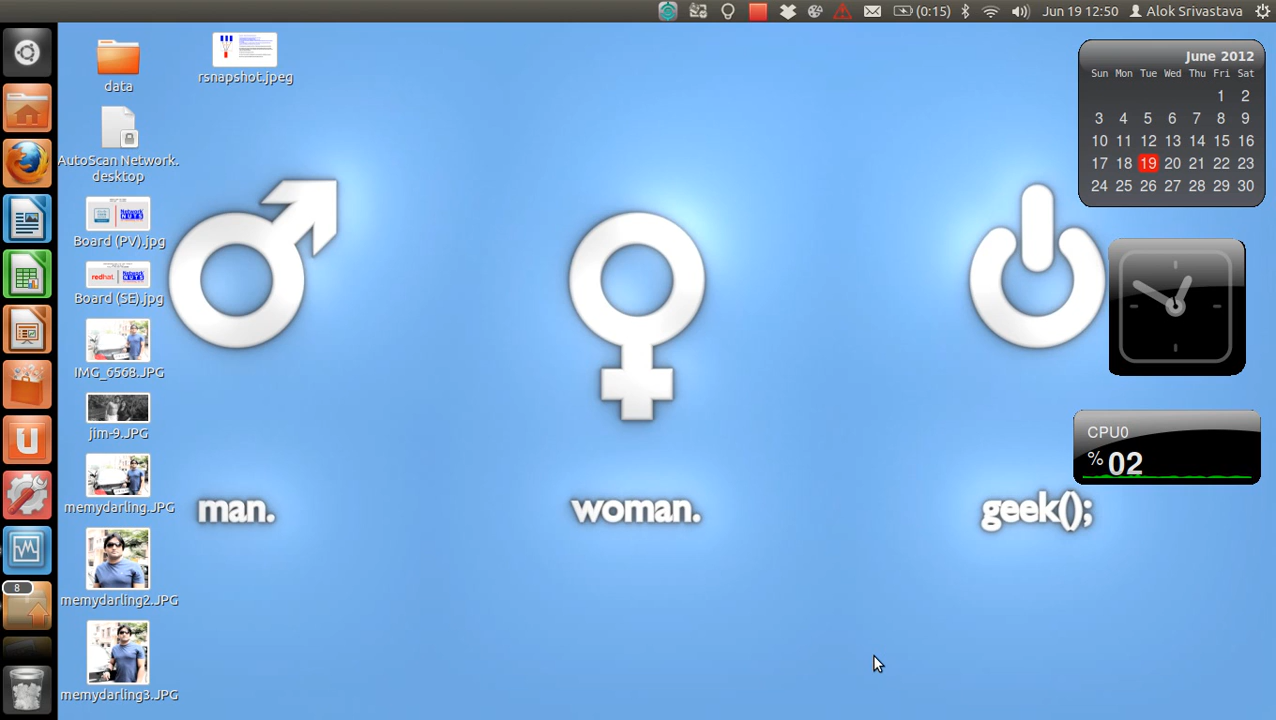 (0:15)
Jun 19 12:50
Alok Srivastava
data
rsnapshot.jpeg
AutoScan Network.
desktop
Board (PV).jpg
redhat.
Board (SE).jpg
IMG_6568.JPG
jim-9.JPG
memydarling.JPG
memydarling2.JPG
8
memydarling3.JPG
man.
woman.
geek();
June 2012
Sun Mon Tue Wed Thu Fri Sat
1 2
3 4 5 6 7 8 9
10 11 12 13 14 15 16
17 18 19 20 21 22 23
24 25 26 27 28 29 30
CPU0
% 02